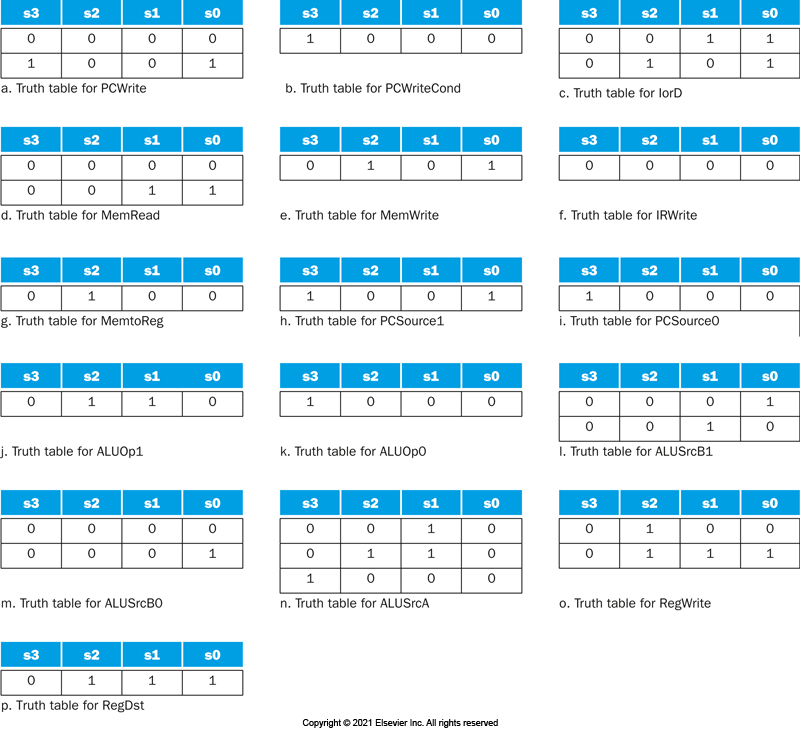 s3 s2 s1 s0
0 0 0 0
1 0 0 1
a. Truth table for PCWrite
s3 s2 s1 s0
1 0 0 0
b. Truth table for PCWriteCond
s3 s2 s1 s0
0 0 1 1
0 1 0 1
c. Truth table for IorD
s3 s2 s1 s0
0 0 0 0
0 0 1 1
d. Truth table for MemRead
s3 s2 s1 s0
0 1 0 1
e. Truth table for MemWrite
s3 s2 s1 s0
0 0 0 0
f. Truth table for IRWrite
s3 s2 s1 s0
0 1 0 0
g. Truth table for MemtoReg
s3 s2 s1 s0
1 0 0 1
h. Truth table for PCSource1
s3 s2 s1 s0
1 0 0 0
i. Truth table for PCSource0
s3 s2 s1 s0
0 1 1 0
j. Truth table for ALUOp1
s3 s2 s1 s0
1 0 0 0
k. Truth table for ALUOp0
s3 s2 s1 s0
0 0 0 1
0 0 1 0
l. Truth table for ALUSrcB1
s3 s2 s1 s0
0 0 0 0
0 0 0 1
m. Truth table for ALUSrcB0
s3 s2 s1 s0
0 0 1 0
0 1 1 0
1 0 0 0
n. Truth table for ALUSrcA
s3 s2 s1 s0
0 1 0 0
0 1 1 1
o. Truth table for RegWrite
s3 s2 s1 s0
0 1 1 1
p. Truth table for RegDst
Copyright © 2021 Elsevier Inc. All rights reserved